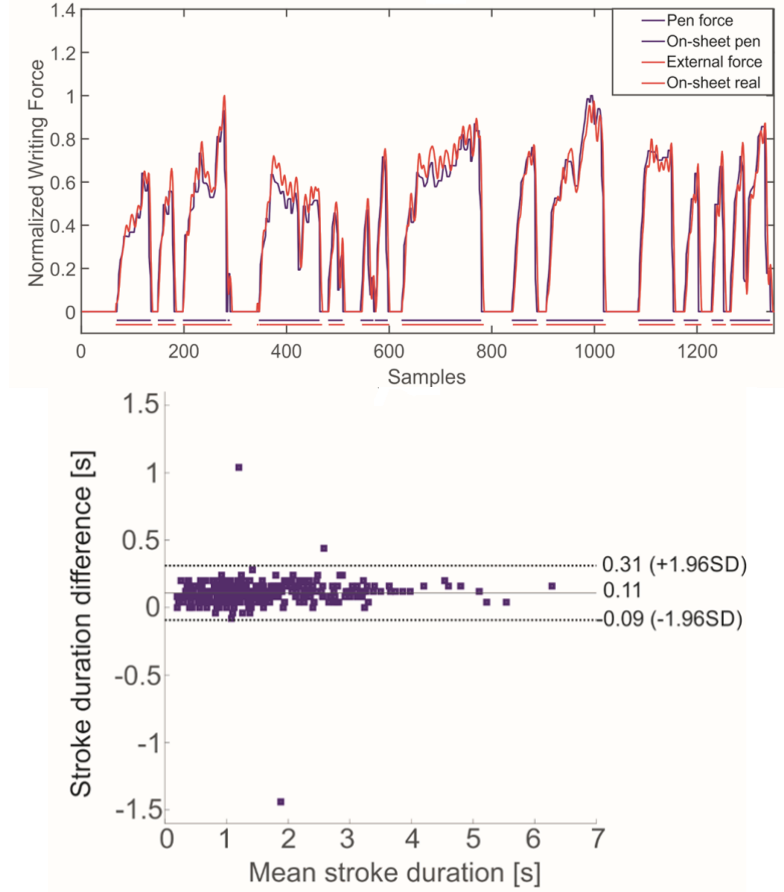 1.4
1.2
1
0.8
0.6
0.4
0.2
0
Normalized Writing Force
Pen force
On-sheet pen
External force
On-sheet real
0 200 400 600 800 1000 1200
Samples
1.5
1
0.5
0
-0.5
-1
-1.5
Stroke duration difference [s]
0.31 (+1.96SD)
0.11
-0.09 (-1.96SD)
0 1 2 3 4 5 6 7
Mean stroke duration [s]